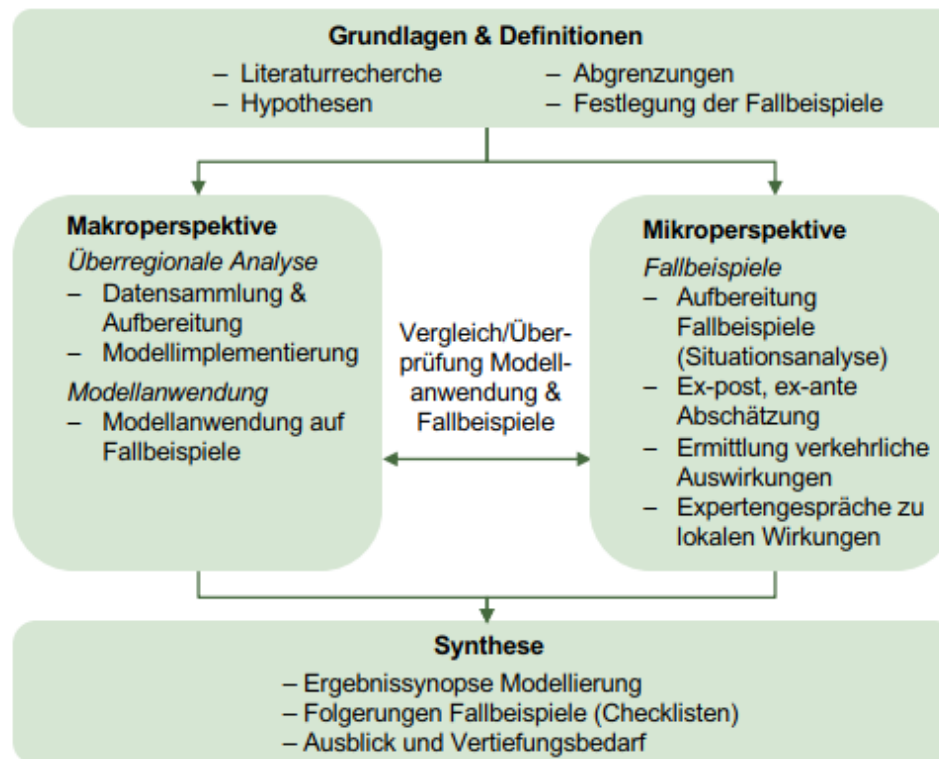 Grundlagen & Definitionen
– Literaturrecherche
– Hypothesen
– Abgrenzungen
– Festlegung der Fallbeispiele
Makroperspektive
Überregionale Analyse
– Datensammlung &
Aufbereitung
– Modellimplementierung
Modellanwendung
– Modellanwendung auf
Fallbeispiele
Vergleich/Über-
prüfung Modell-
anwendung &
Fallbeispiele
Mikroperspektive
Fallbeispiele
– Aufbereitung
Fallbeispiele
(Situationsanalyse)
– Ex-post, ex-ante
Abschätzung
– Ermittlung verkehrliche
Auswirkungen
– Expertengespräche zu
lokalen Wirkungen
Synthese
– Ergebnissynopse Modellierung
– Folgerungen Fallbeispiele (Checklisten)
– Ausblick und Vertiefungsbedarf